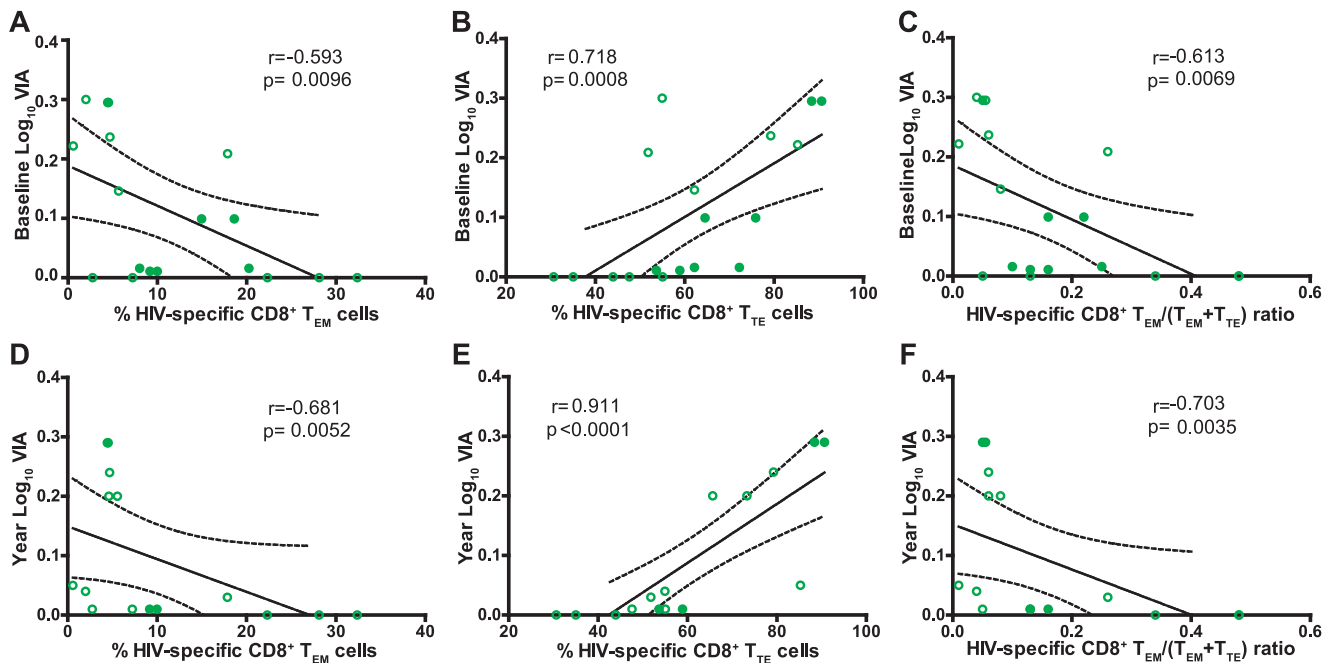 A
r=-0.593
p= 0.0096
Baseline Log10 VIA
0.4
0.3
0.2
0.1
0.0
0 10 20 30 40
% HIV-specific CD8+ TEM cells
B
r=0.718
p=0.0008
Baseline Log10 VIA
0.4
0.3
0.2
0.1
0.0
20 40 60 80 100
% HIV-specific CD8+ TTE cells
C
r=-0.613
p=0.0069
BaselineLog10 VIA
0.4
0.3
0.2
0.1
0.0
0.0 0.2 0.4 0.6
HIV-specific CD8+ TEM/(TEM+TTE) ratio
D
r=-0.681
p= 0.0052
Year Log10 VIA
0.4
0.3
0.2
0.1
0.0
0 10 20 30 40
% HIV-specific CD8+ TEM cells
E
r=0.911
p<0.0001
Year Log10 VIA
0.4
0.3
0.2
0.1
0.0
20 40 60 80 100
% HIV-specific CD8+ TTE cells
F
r=-0.703
p= 0.0035
Year Log10 VIA
0.4
0.3
0.2
0.1
0.0
0.0 0.2 0.4 0.6
HIV-specific CD8+ TEM/(TEM+TTE) ratio